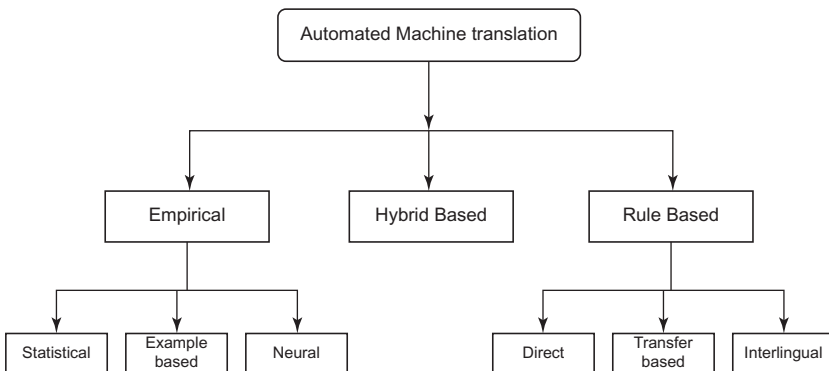 Automated Machine translation
Empirical
Hybrid Based
Rule Based
Statistical
Example
based
Neural
Direct
Transfer
based
Interlingual